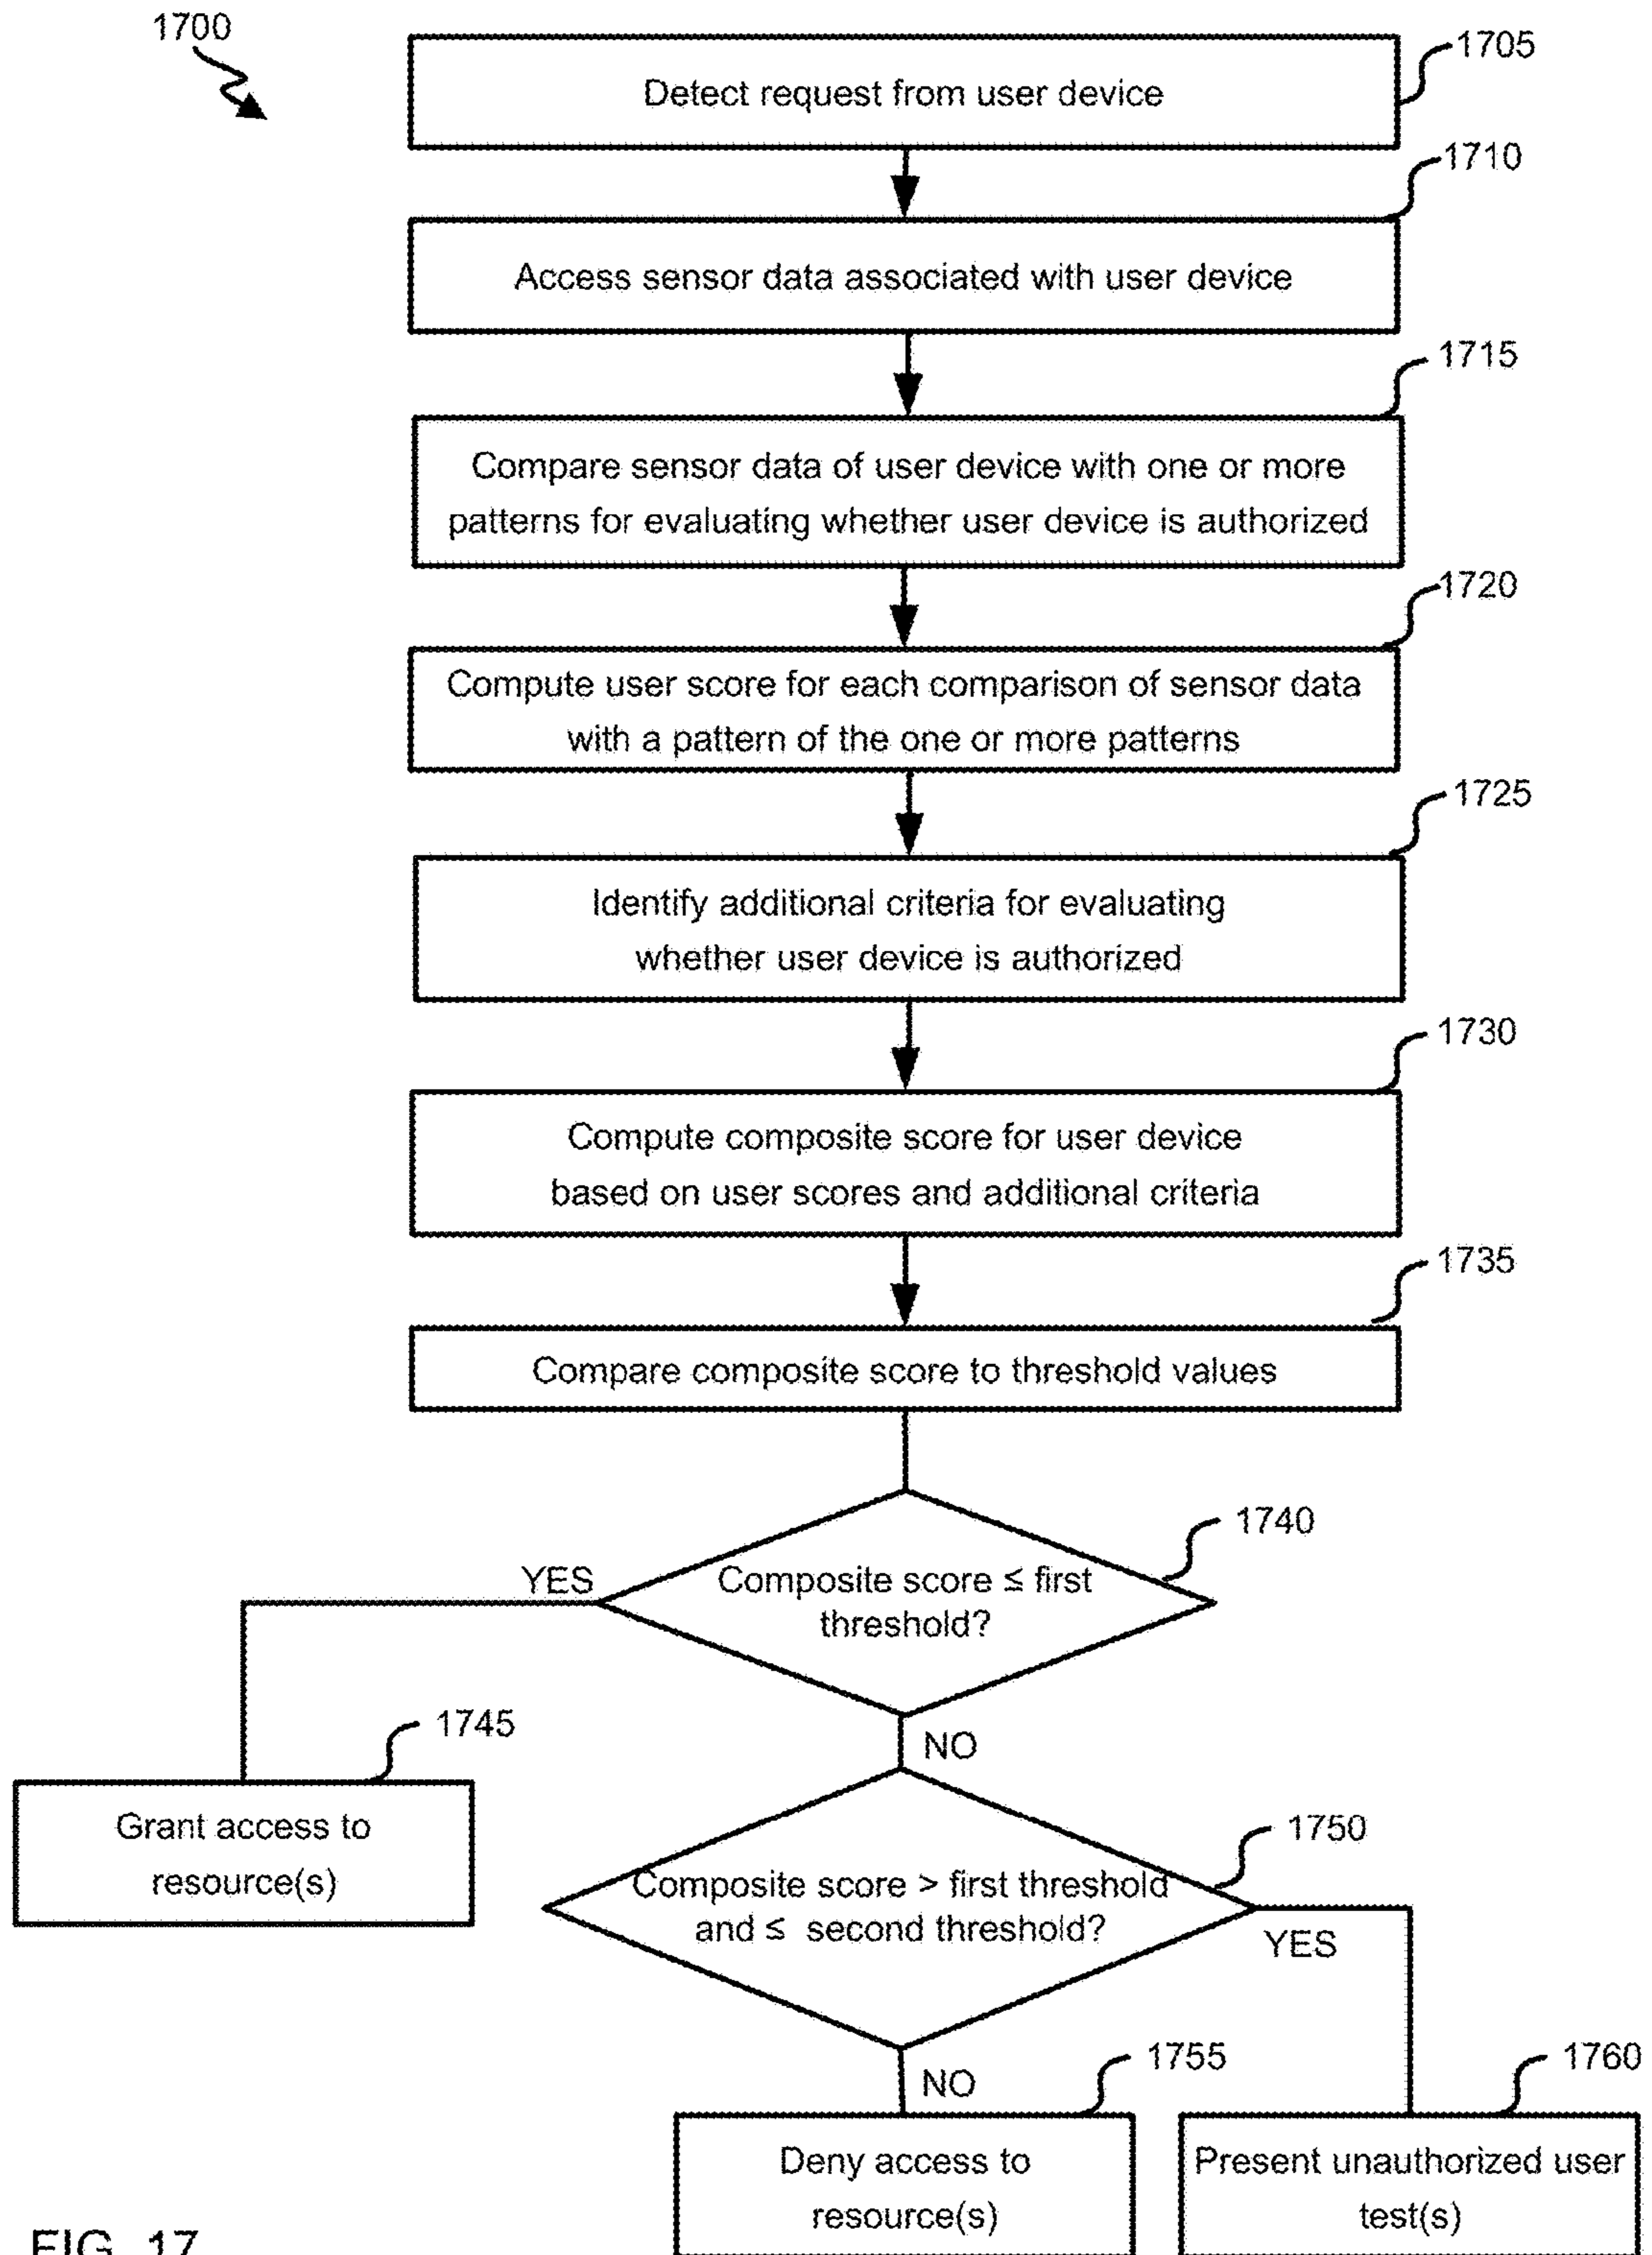 1700
1705
Detect request from user device
1710
Access sensor data associated with user device
1715
Compare sensor data of user device with one or more
patterns for evaluating whether user device is authorized
1720
Compute user score for each comparison of sensor data
with a pattern of the one or more patterns
1725
Identify additional criteria for evaluating
whether user device is authorized
1730
Compute composite score for user device
based on user scores and additional criteria
1735
Compare composite score to threshold values
1740
YES
Composite score ≤ first
threshold?
1745
NO
Grant access to
resource(s)
1750
Composite score > first threshold
and ≤ second threshold?
YES
1755
1760
NO
Deny access to
resource(s)
Present unauthorized user
test(s)
FIG. 17